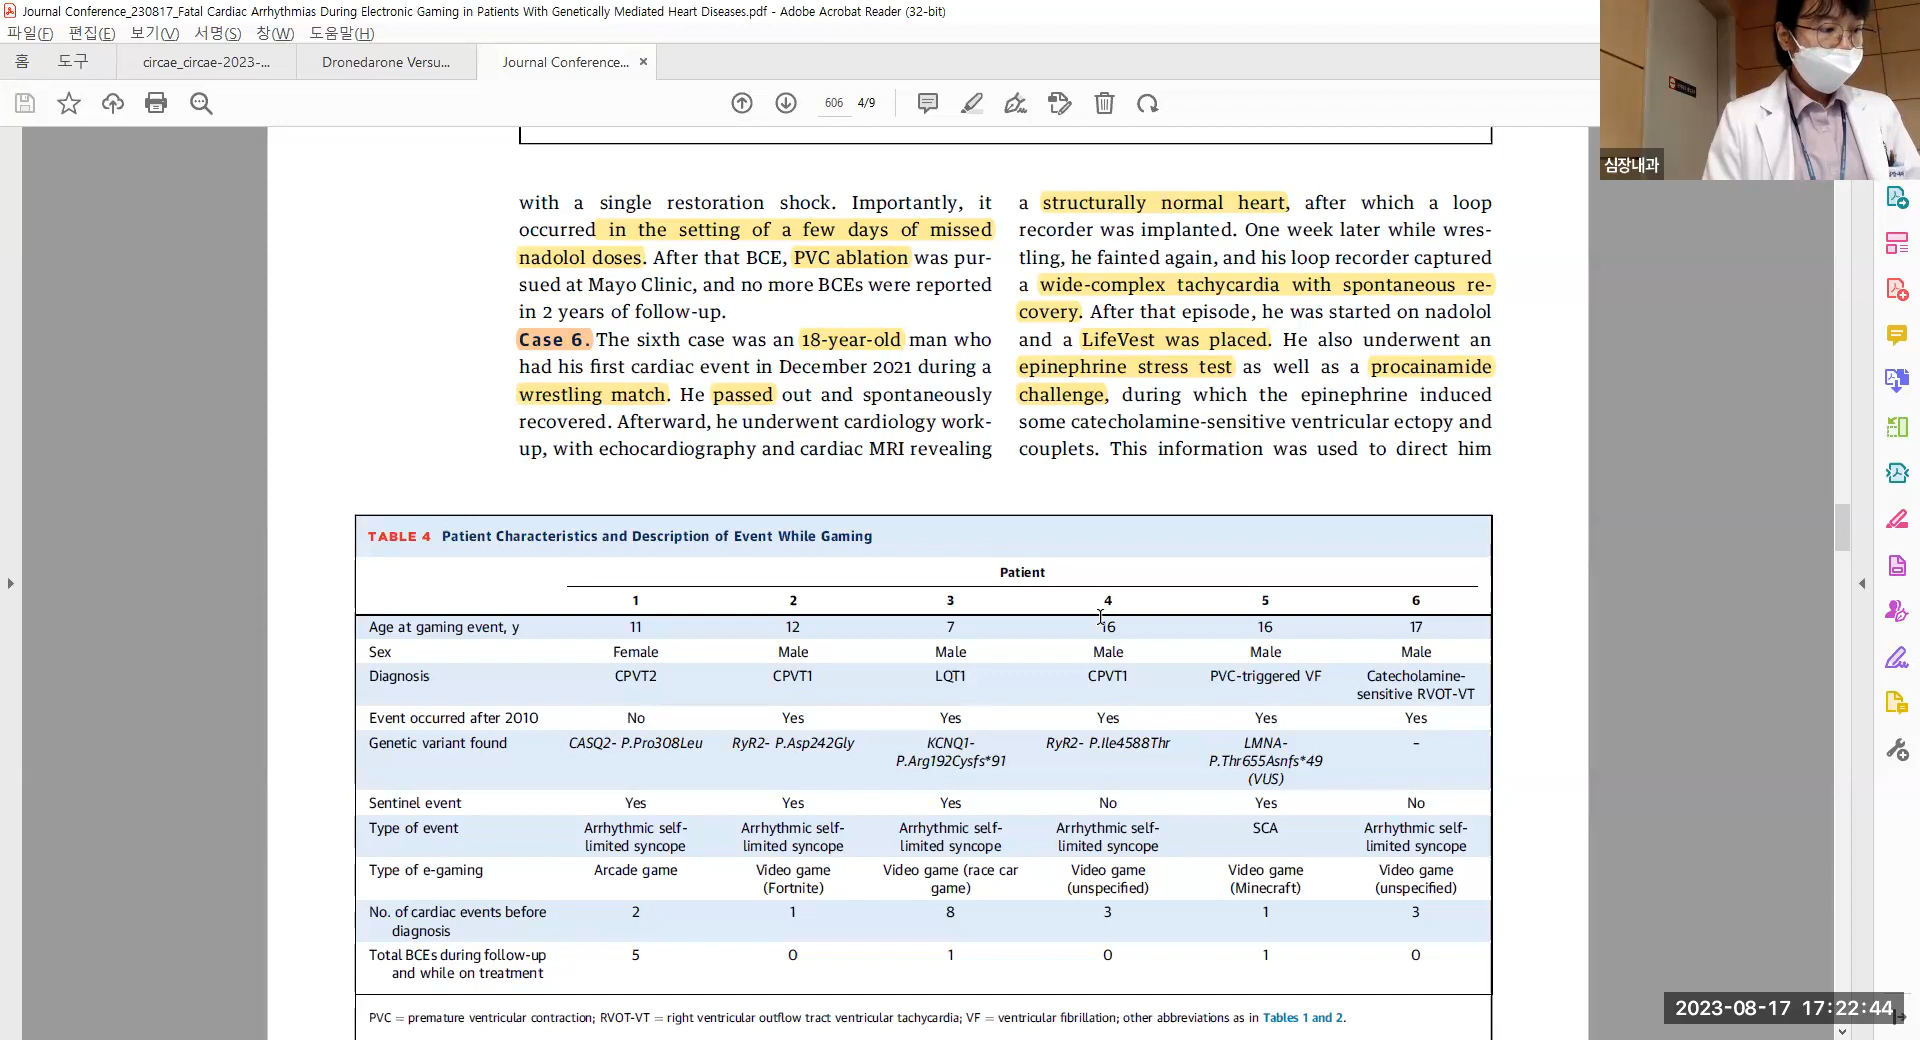 Journal Conference_230817_Fatal Cardiac Arrhythmias During Electronic Gaming in Patients With Genetically Mediated Heart Diseases.pdf - Adobe Acrobat Reader (32-bit)
파일(F) 편집(E) 보기(V) 서명(S) 창(W) 도움말(H)
홈 도구 circae_circae-2023-... Dronedarone Versu... Journal Conference... ×
606 4/9
심장내과
with a single restoration shock. Importantly, it
occurred in the setting of a few days of missed
nadolol doses. After that BCE, PVC ablation was pur-
sued at Mayo Clinic, and no more BCEs were reported
in 2 years of follow-up.
Case 6. The sixth case was an 18-year-old man who
had his first cardiac event in December 2021 during a
wrestling match. He passed out and spontaneously
recovered. Afterward, he underwent cardiology work-
up, with echocardiography and cardiac MRI revealing
a structurally normal heart, after which a loop
recorder was implanted. One week later while wres-
tling, he fainted again, and his loop recorder captured
a wide-complex tachycardia with spontaneous re-
covery. After that episode, he was started on nadolol
and a LifeVest was placed. He also underwent an
epinephrine stress test as well as a procainamide
challenge, during which the epinephrine induced
some catecholamine-sensitive ventricular ectopy and
couplets. This information was used to direct him
TABLE 4 Patient Characteristics and Description of Event While Gaming
Patient
1 2 3 4 5 6
Age at gaming event, y 11 12 7 16 16 17
Sex Female Male Male Male Male Male
Diagnosis CPVT2 CPVT1 LQT1 CPVT1 PVC-triggered VF Catecholamine-
sensitive RVOT-VT
Event occurred after 2010 No Yes Yes Yes Yes Yes
Genetic variant found CASQ2- P.Pro308Leu RyR2- P.Asp242Gly KCNQ1- RyR2- P.Ile4588Thr LMNA- –
P.Arg192Cysfs*91 P.Thr655Asnfs*49
(VUS)
Sentinel event Yes Yes Yes No Yes No
Type of event Arrhythmic self- Arrhythmic self- Arrhythmic self- Arrhythmic self- SCA Arrhythmic self-
limited syncope limited syncope limited syncope limited syncope limited syncope
Type of e-gaming Arcade game Video game Video game (race car Video game Video game Video game
(Fortnite) game) (unspecified) (Minecraft) (unspecified)
No. of cardiac events before 2 1 8 3 1 3
diagnosis
Total BCEs during follow-up 5 0 1 0 1 0
and while on treatment
PVC = premature ventricular contraction; RVOT-VT = right ventricular outflow tract ventricular tachycardia; VF = ventricular fibrillation; other abbreviations as in Tables 1 and 2.
2023-08-17 17:22:44